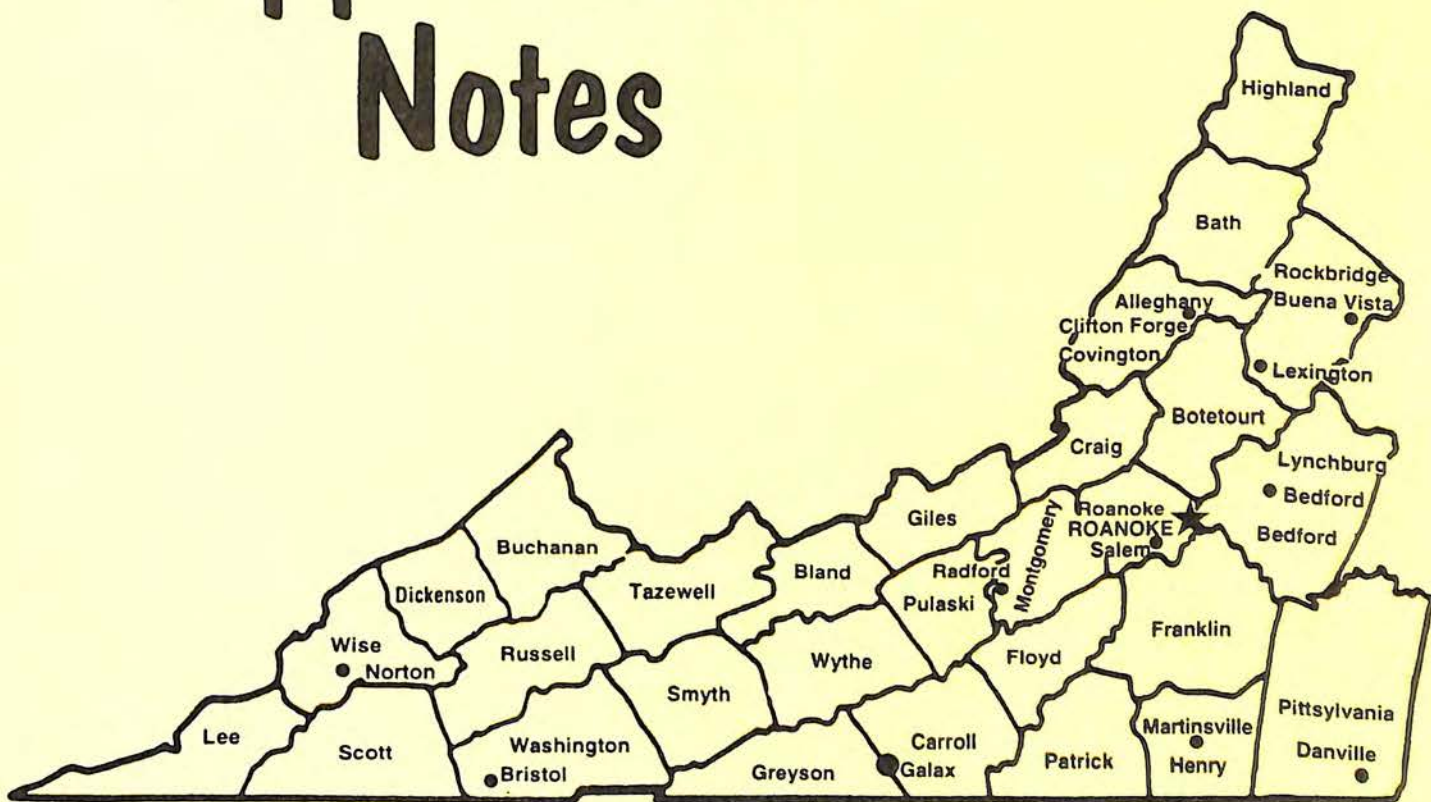 Notes
Highland
Bath
Rockbridge
Alleghany
Buena Vista
Clifton Forge
Covington
Lexington
Botetourt
Craig
Lynchburg
Bedford
Bedford
Giles
Roanoke
ROANOKE
Salem
Montgomery
Buchanan
Bland
Radford
Dickenson
Tazewell
Pulaski
Franklin
Wise
Norton
Russell
Wythe
Floyd
Smyth
Pittsylvania
Lee
Scott
Washington
Bristol
Greyson
Carroll
Galax
Patrick
Martinsville
Henry
Danville